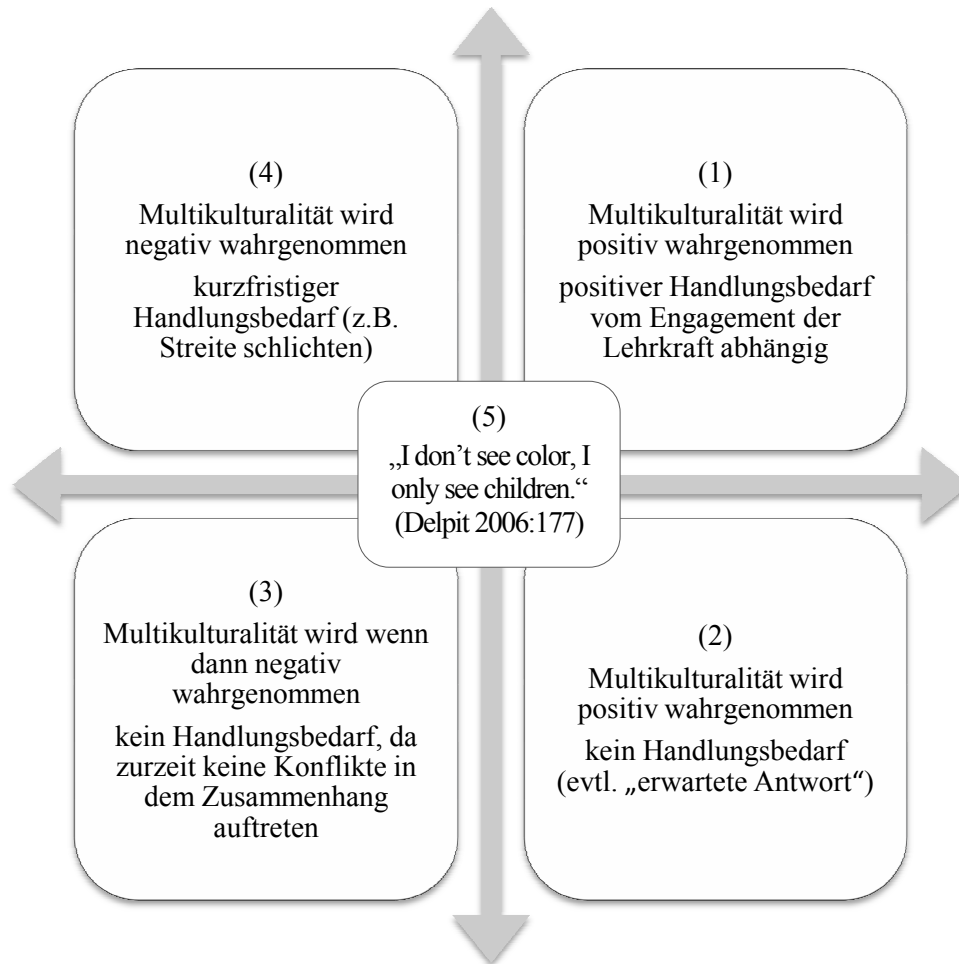 (4)
Multikulturalität wird
negativ wahrgenommen
kurzfristiger
Handlungsbedarf (z.B.
Streite schlichten)
(1)
Multikulturalität wird
positiv wahrgenommen
positiver Handlungsbedarf
vom Engagement der
Lehrkraft abhängig
(5)
„I don’t see color, I
only see children.“
(Delpit 2006:177)
(3)
Multikulturalität wird wenn
dann negativ
wahrgenommen
kein Handlungsbedarf, da
zurzeit keine Konflikte in
dem Zusammenhang
auftreten
(2)
Multikulturalität wird
positiv wahrgenommen
kein Handlungsbedarf
(evtl. „erwartete Antwort“)